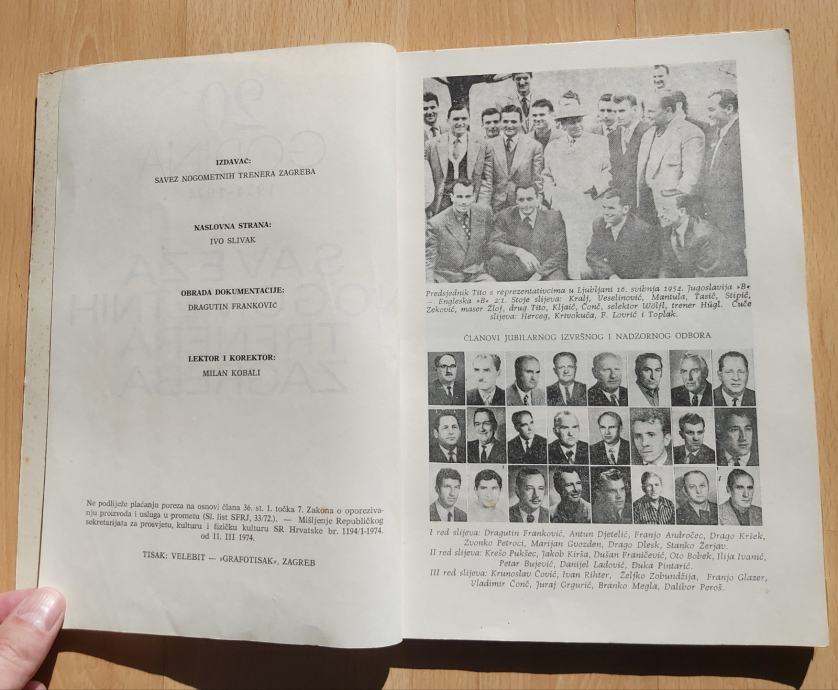 IZDAVAČ:
SAVEZ NOGOMETNIH TRENERA ZAGREBA
NASLOVNA STRANA:
IVO SLIVAK
OBRADA DOKUMENTACIJE:
DRAGUTIN FRANKOVIĆ
LEKTOR I KOREKTOR:
MILAN KOBALI
Ne podliježe plaćanju poreza na osnovi člana 36. st. 1. točka 7. Zakona o oporeziva-
nju proizvoda i usluga u prometu (Sl. list SFRJ, 33/72.). — Mišljenje Republičkog
sekretarijata za prosvjetu, kulturu i fizičku kulturu SR Hrvatske br. 1194/1-1974.
od 11. III 1974.
TISAK: VELEBIT — »GRAFOTISAK«, ZAGREB
Predsjednik Tito s reprezentativcima u Ljubljani 16. svibnja 1954. Jugoslavija »B«
— Engleska »B« 2:1. Stoje slijeva: Kralj, Veselinović, Mantula, Tasić, Stipić,
Zeković, maser Žloj, drug Tito, Kljaić, Čonč, selektor Wölfl, trener Hügl. Čuče
slijeva: Herceg, Krivokuća, F. Lovrić i Toplak.
ČLANOVI JUBILARNOG IZVRŠNOG I NADZORNOG ODBORA
I red slijeva: Dragutin Franković, Antun Djetelić, Franjo Andročec, Drago Kršek,
Zvonko Petroci, Marijan Gvozden, Drago Dlesk, Stanko Žerjav.
II red slijeva: Krešo Pukšec, Jakob Kirša, Dušan Franičević, Oto Bobek, Ilija Ivanić,
Petar Bujević, Danijel Ladović, Đuka Pintarić.
III red slijeva: Krunoslav Čović, Ivan Rihter, Željko Zobundžija, Franjo Glazer,
Vladimir Čonč, Juraj Grgurić, Branko Megla, Dalibor Peroš.